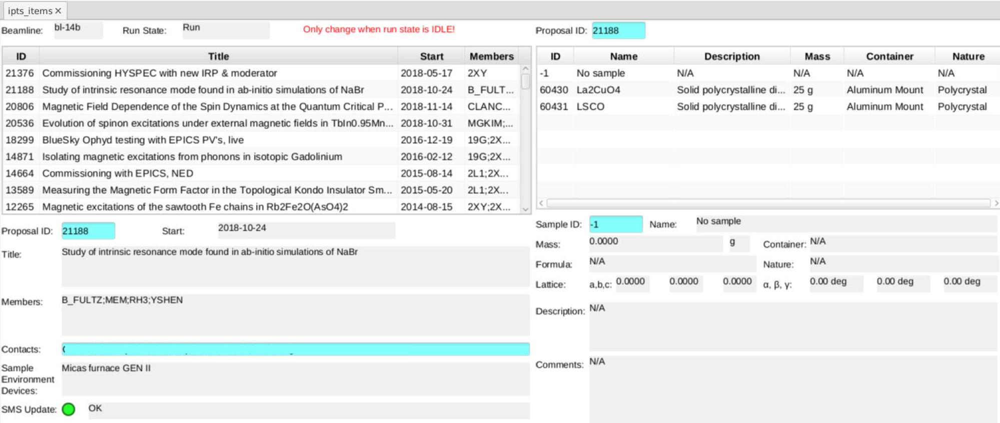 ipts_items ×
Beamline: bl-14b Run State: Run Only change when run state is IDLE! Proposal ID: 21188
ID Title Start Members
21376 Commissioning HYSPEC with new IRP & moderator 2018-05-17 2XY
21188 Study of intrinsic resonance mode found in ab-initio simulations of NaBr 2018-10-24 B_FULT...
20806 Magnetic Field Dependence of the Spin Dynamics at the Quantum Critical P... 2018-11-14 CLANC...
20536 Evolution of spinon excitations under external magnetic fields in TbIn0.95Mn... 2018-10-31 MGKIM;...
18299 BlueSky Ophyd testing with EPICS PV's, live 2016-12-19 19G;2X...
14871 Isolating magnetic excitations from phonons in isotopic Gadolinium 2016-02-12 19G;2X...
14664 Commissioning with EPICS, NED 2015-08-14 2L1;2X...
13589 Measuring the Magnetic Form Factor in the Topological Kondo Insulator Sm... 2015-05-20 2L1;2X...
12265 Magnetic excitations of the sawtooth Fe chains in Rb2Fe2O(AsO4)2 2014-08-15 2XY;2X...
ID Name Description Mass Container Nature
-1 No sample N/A N/A N/A N/A
60430 La2CuO4 Solid polycrystalline di... 25 g Aluminum Mount Polycrystal
60431 LSCO Solid polycrystalline di... 25 g Aluminum Mount Polycrystal
Proposal ID: 21188 Start: 2018-10-24
Title: Study of intrinsic resonance mode found in ab-initio simulations of NaBr
Members: B_FULTZ;MEM;RH3;YSHEN
Contacts:
Sample Micas furnace GEN II
Environment
Devices:
SMS Update: OK
Sample ID: -1 Name: No sample
Mass: 0.0000 g Container: N/A
Formula: N/A Nature: N/A
Lattice: a,b,c: 0.0000 0.0000 0.0000 α, β, γ: 0.00 deg 0.00 deg 0.00 deg
Description: N/A
Comments: N/A